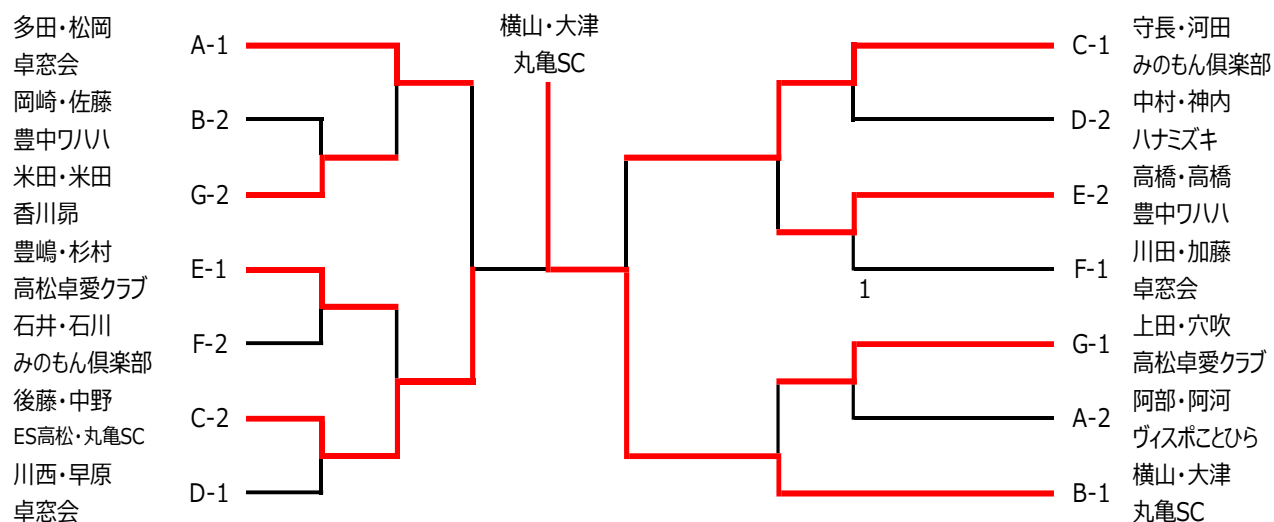 多田・松岡
卓窓会
A-1
岡崎・佐藤
豊中ワハハ
B-2
米田・米田
香川昴
G-2
豊嶋・杉村
高松卓愛クラブ
E-1
石井・石川
みのもん倶楽部
F-2
後藤・中野
ES高松・丸亀SC
C-2
川西・早原
卓窓会
D-1
横山・大津
丸亀SC
C-1
守長・河田
みのもん倶楽部
D-2
中村・神内
ハナミズキ
E-2
高橋・高橋
豊中ワハハ
1
F-1
川田・加藤
卓窓会
G-1
上田・穴吹
高松卓愛クラブ
A-2
阿部・阿河
ヴィスポことひら
B-1
横山・大津
丸亀SC